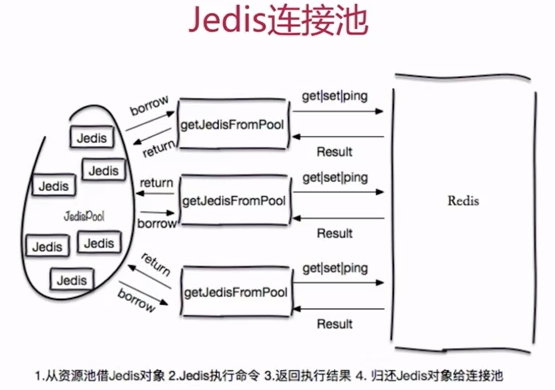 Jedis连接池
borrow
return
getJedisFromPool
get|set|ping
Result
Jedis
Jedis
Jedis
JedisPool
Jedis
Jedis
Jedis
return
borrow
getJedisFromPool
get|set|ping
Result
Redis
return
borrow
getJedisFromPool
get|set|ping
Result
1.从资源池借Jedis对象 2.Jedis执行命令 3.返回执行结果 4. 归还Jedis对象给连接池